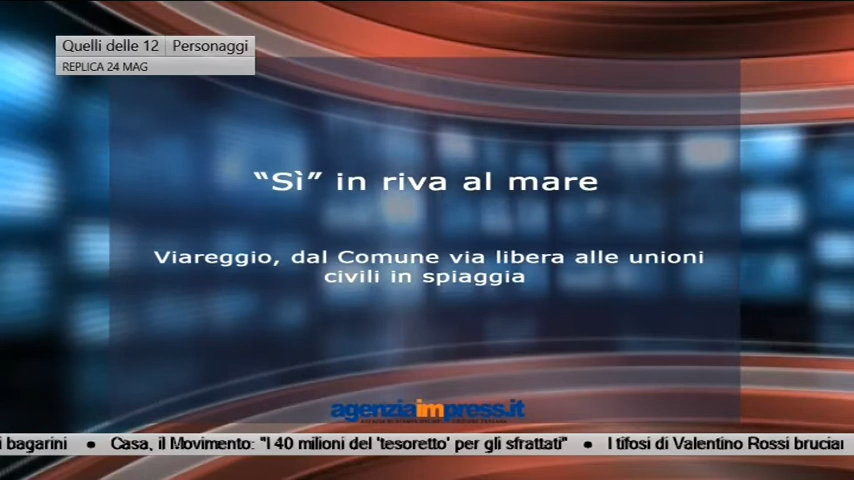 Quelli delle 12 Personaggi
REPLICA 24 MAG
“Sì” in riva al mare
Viareggio, dal Comune via libera alle unioni
civili in spiaggia
agenziaimpress.it
i bagarini • Casa, il Movimento: "I 40 milioni del 'tesoretto' per gli sfrattati" • I tifosi di Valentino Rossi brucian